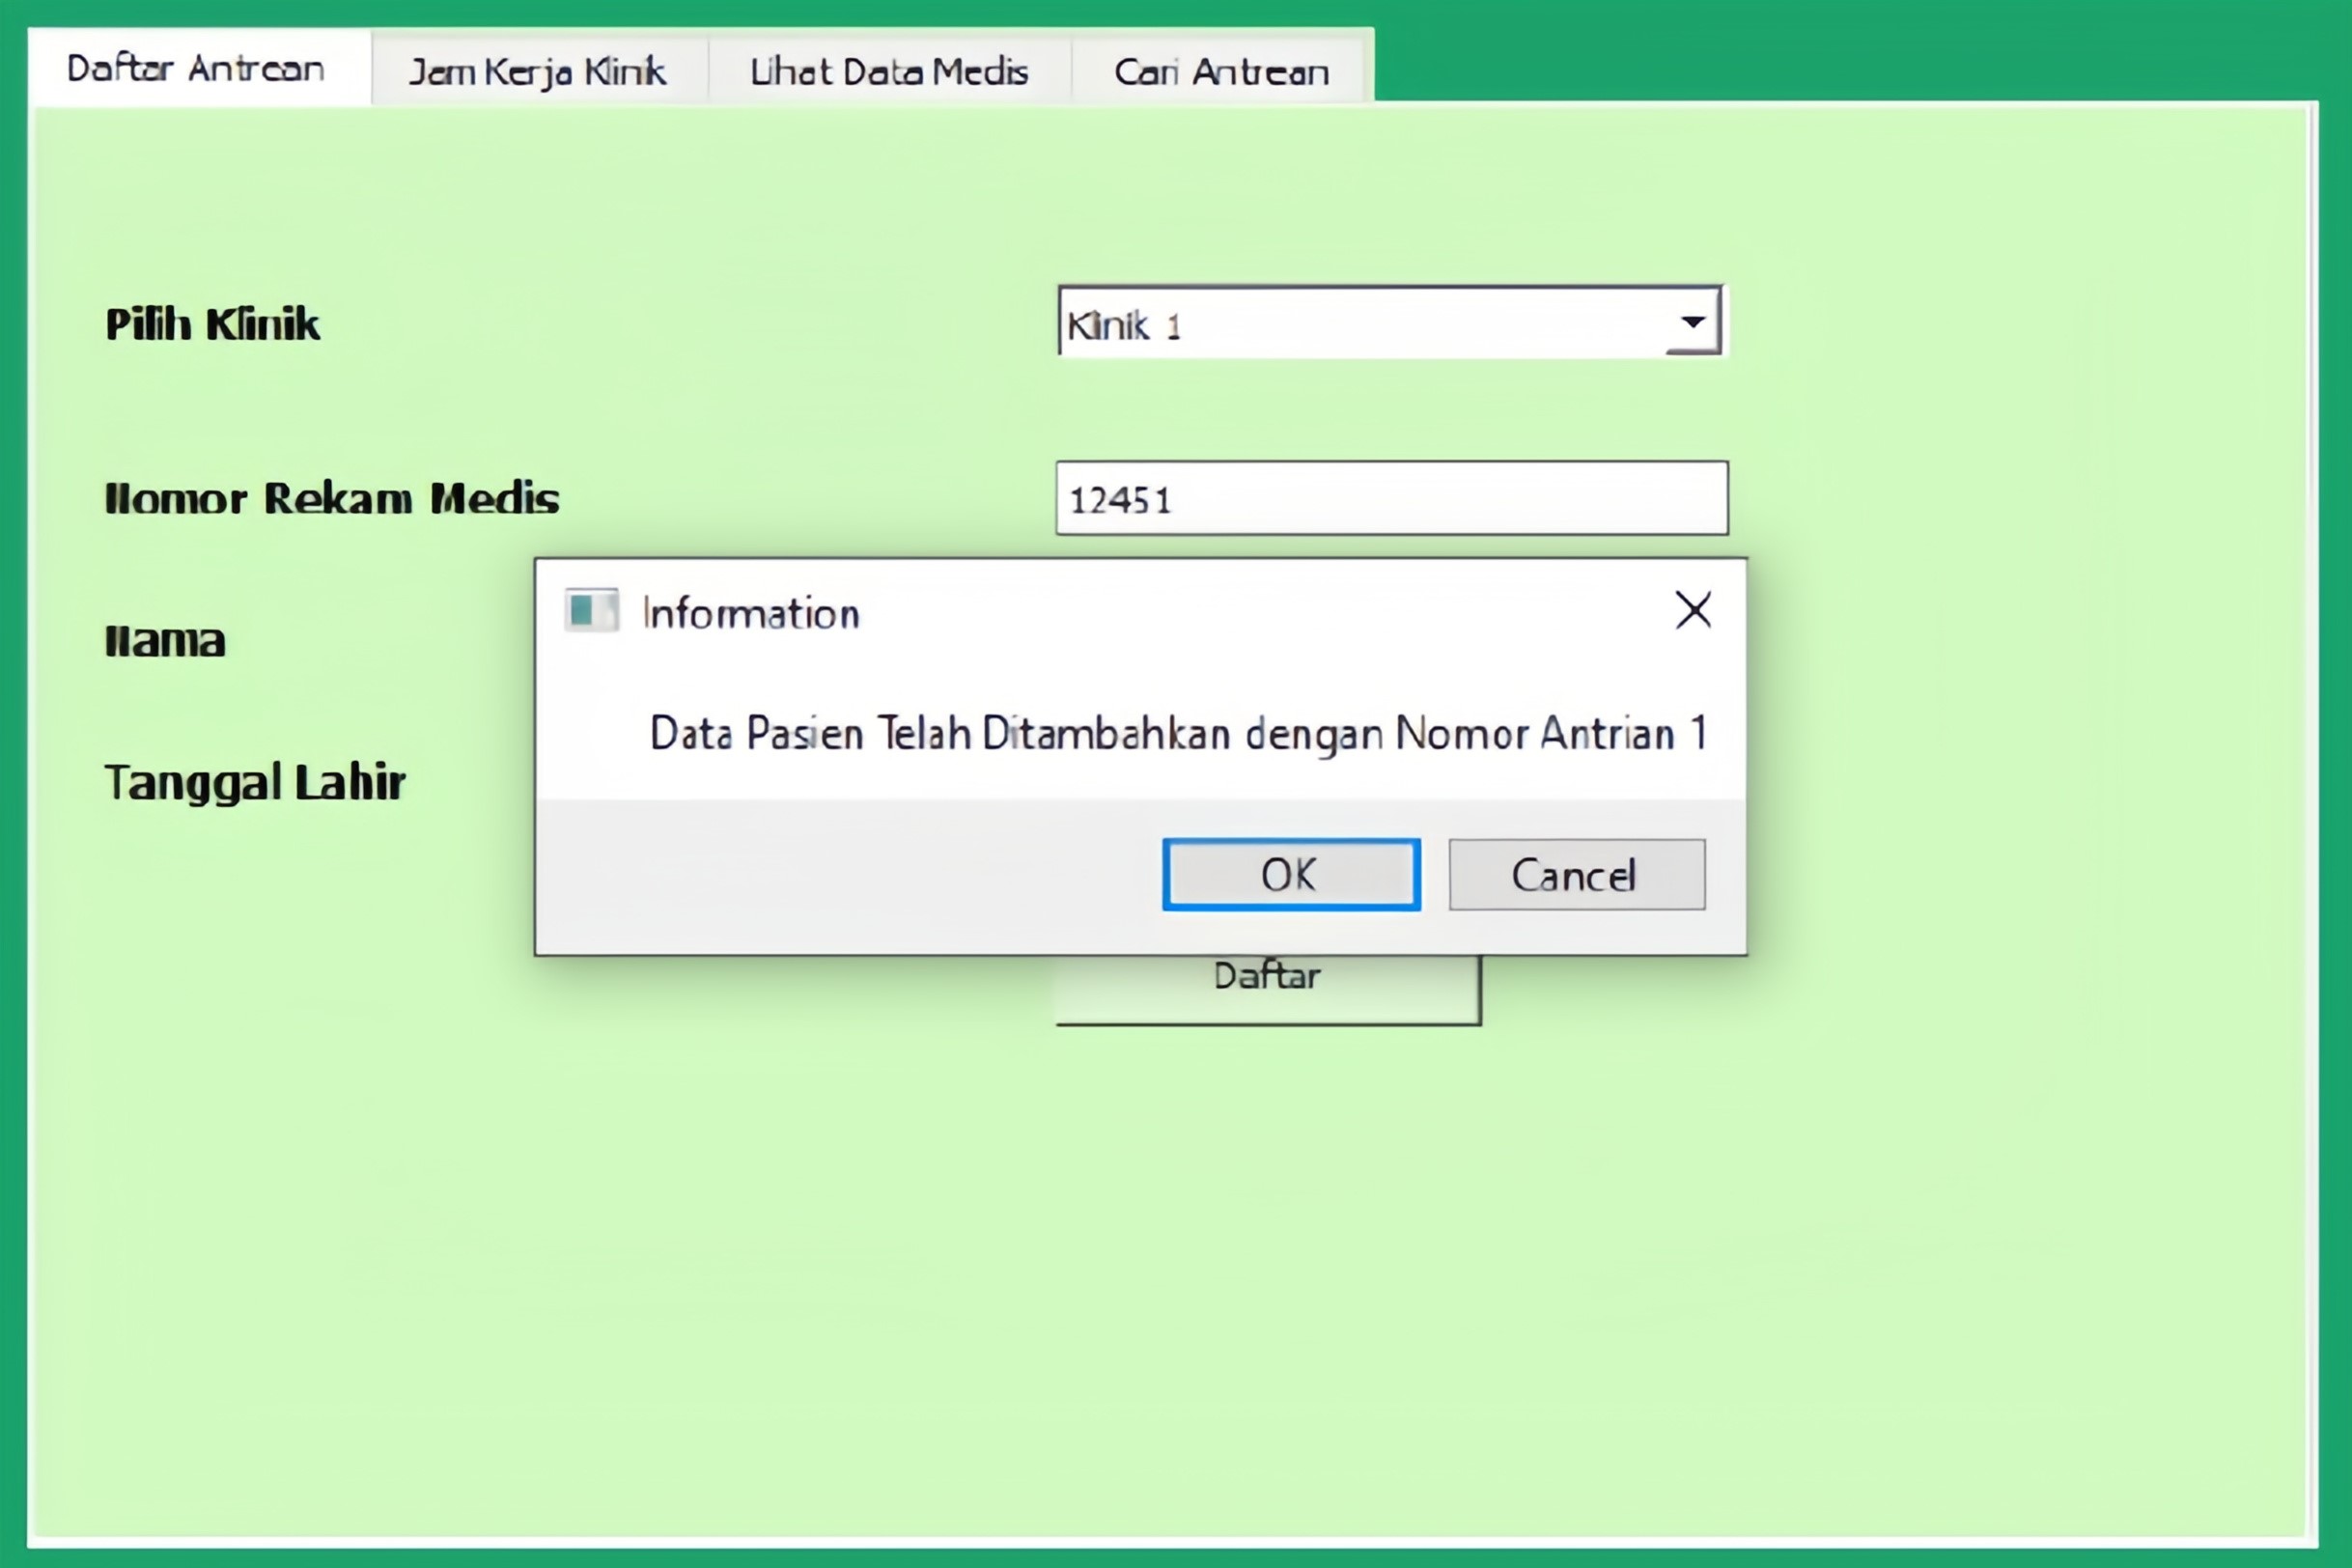 Daftar Antrean
Jam Kerja Klinik
Lihat Data Medis
Cari Antrean
Pilih Klinik
Klinik 1
Nomor Rekam Medis
12451
Information
Nama
Data Pasien Telah Ditambahkan dengan Nomor Antrian 1
Tanggal Lahir
OK
Cancel
Daftar